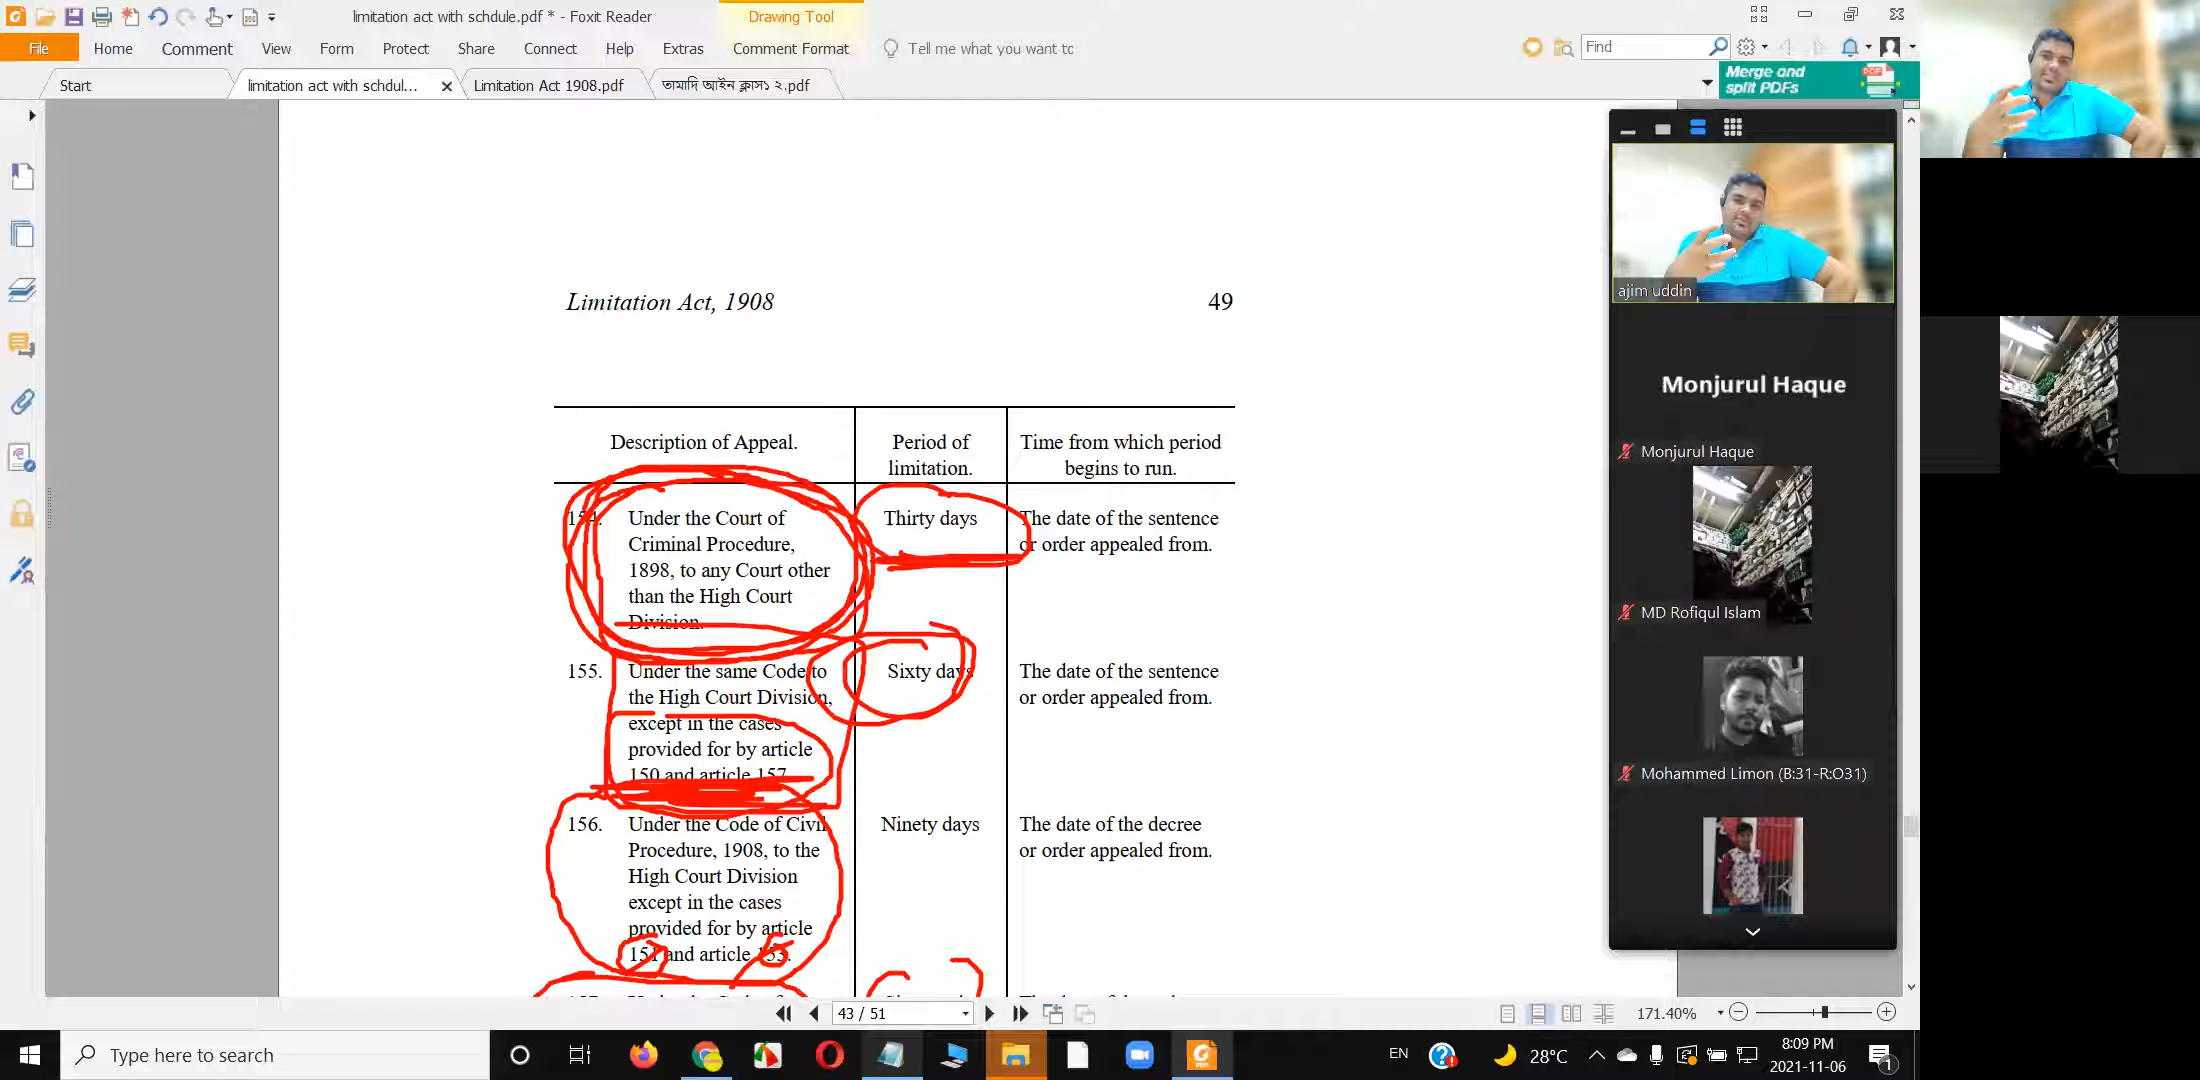 limitation act with schdule.pdf * - Foxit Reader
Drawing Tool
File
Home
Comment
View
Form
Protect
Share
Connect
Help
Extras
Comment Format
Tell me what you want to
Find
Start
limitation act with schdul...
Limitation Act 1908.pdf
তামাদি আইন ক্লাস১ ২.pdf
Merge and
split PDFs
Limitation Act, 1908
49
Description of Appeal.
Period of
limitation.
Time from which period
begins to run.
154. Under the Court of
Criminal Procedure,
1898, to any Court other
than the High Court
Division.
Thirty days
The date of the sentence
or order appealed from.
155. Under the same Code to
the High Court Division,
except in the cases
provided for by article
150 and article 157.
Sixty days
The date of the sentence
or order appealed from.
156. Under the Code of Civil
Procedure, 1908, to the
High Court Division
except in the cases
provided for by article
151 and article 153.
Ninety days
The date of the decree
or order appealed from.
ajim uddin
Monjurul Haque
Monjurul Haque
MD Rofiqul Islam
Mohammed Limon (B:31-R:O31)
43 / 51
171.40%
Type here to search
EN
28°C
8:09 PM
2021-11-06
1